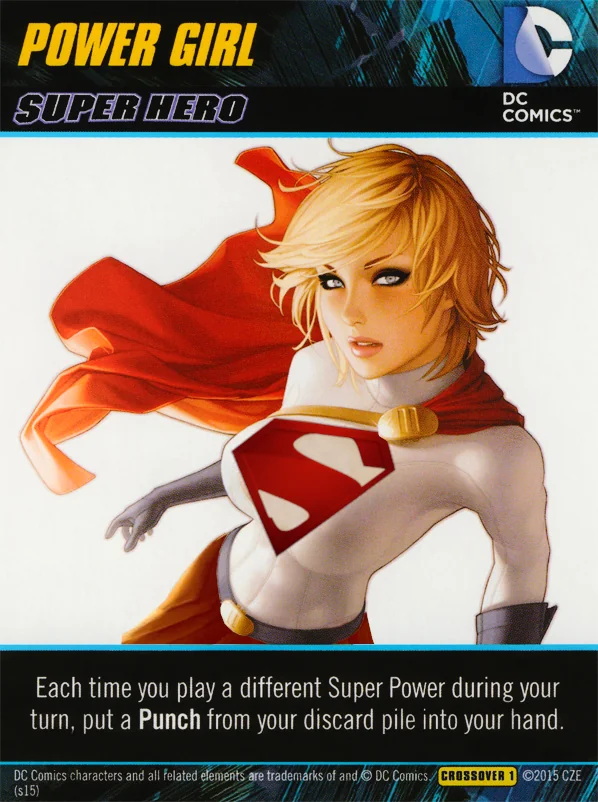 POWER GIRL
SUPER HERO
DC
COMICS™
Each time you play a different Super Power during your
turn, put a Punch from your discard pile into your hand.
DC Comics characters and all related elements are trademarks of and © DC Comics. CROSSOVER 1 ©2015 CZE
(s15)